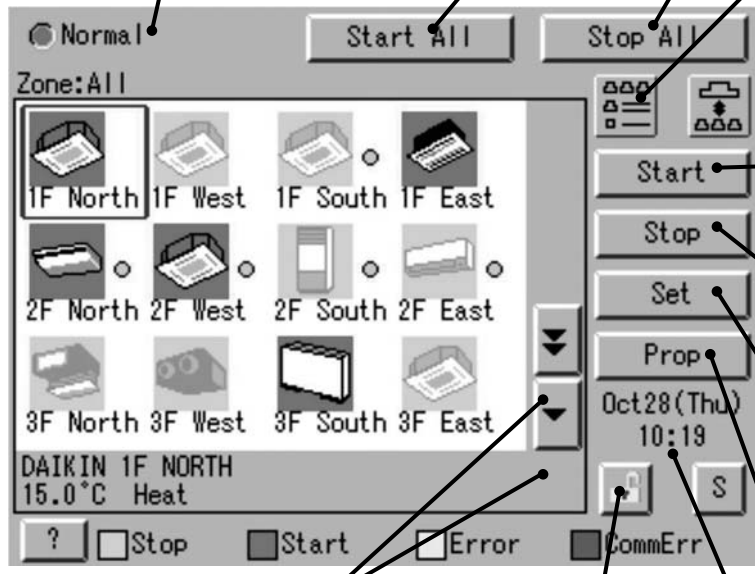 Normal Start All Stop All
Zone:All
1F North 1F West 1F South 1F East
Start
Stop
2F North 2F West 2F South 2F East
Set
Prop
3F North 3F West 3F South 3F East
Oct28(Thu)
10:19
DAIKIN 1F NORTH
15.0°C Heat
S
? Stop Start Error CommErr